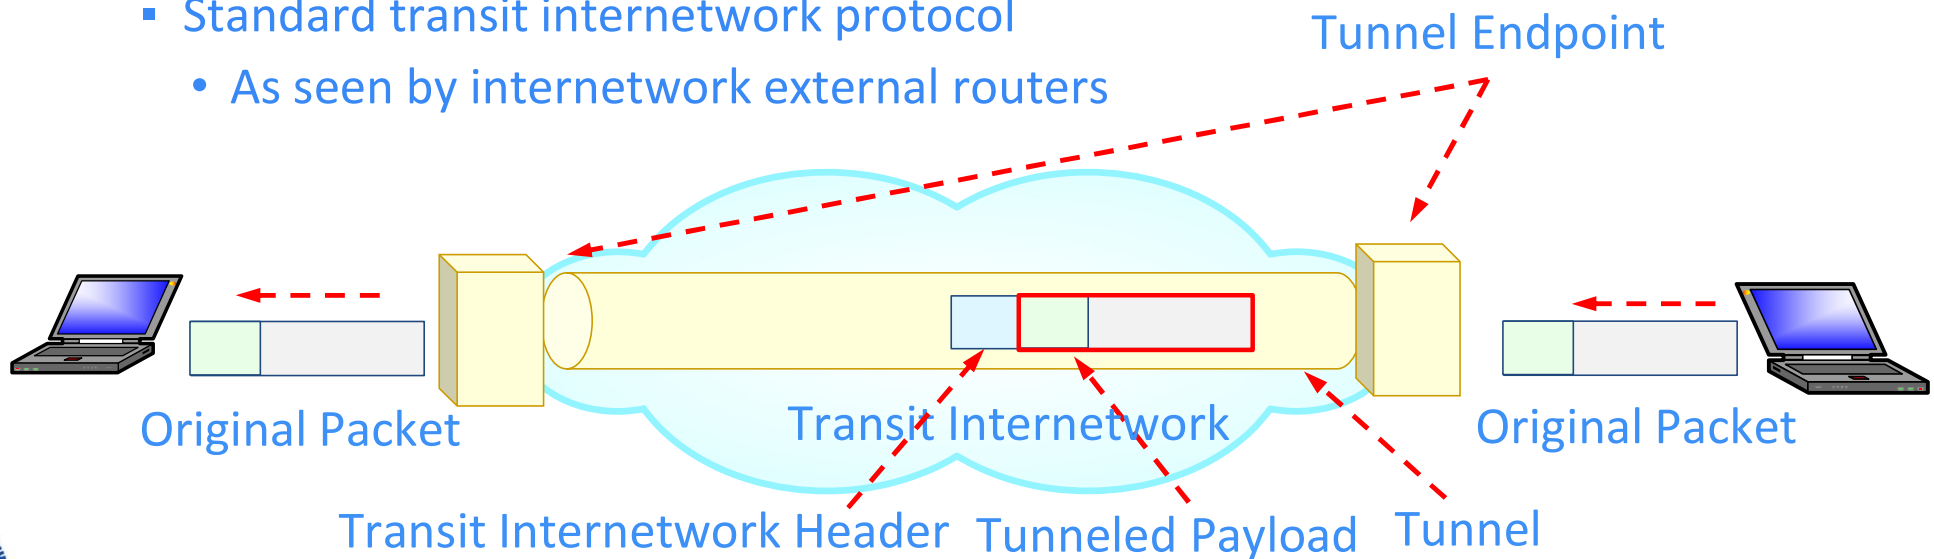 ▪ Standard transit internetwork protocol
• As seen by internetwork external routers
Tunnel Endpoint
Original Packet
Transit Internetwork
Original Packet
Transit Internetwork Header
Tunneled Payload
Tunnel